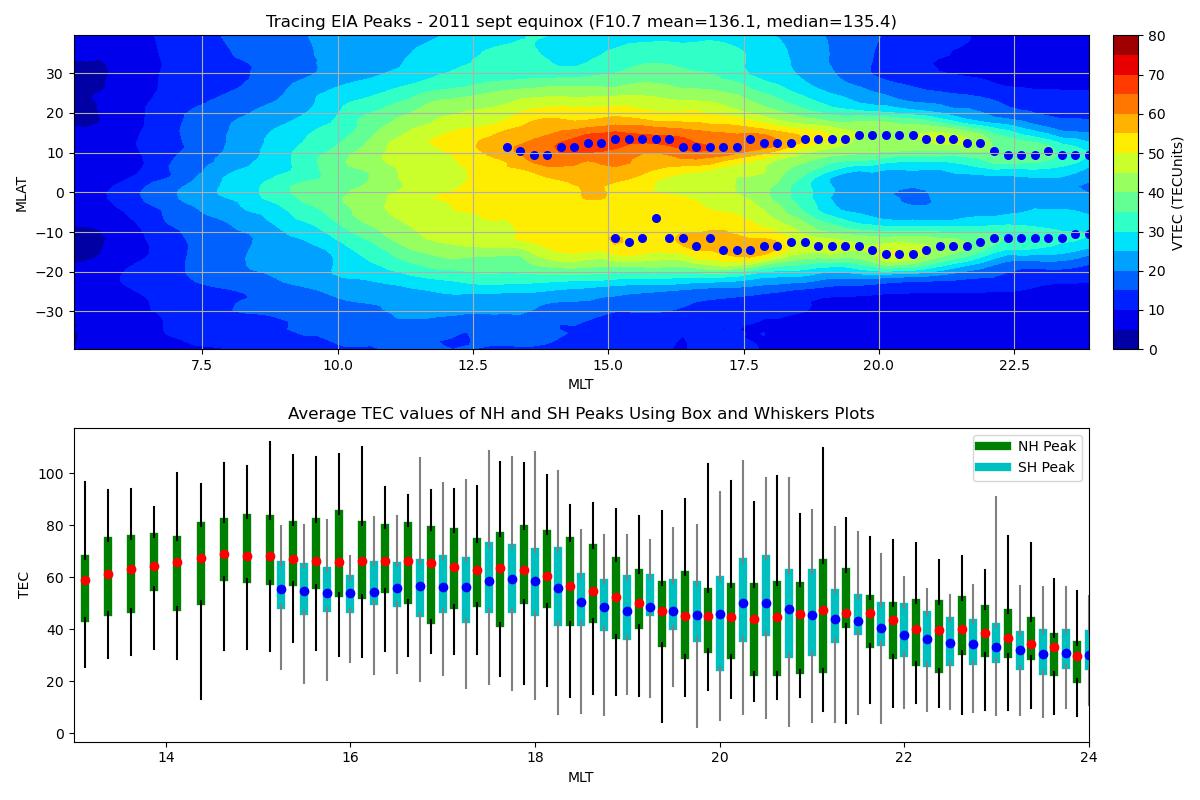 Tracing EIA Peaks - 2011 sept equinox (F10.7 mean=136.1, median=135.4)
30
20
10
0
−10
−20
−30
MLAT
7.5 10.0 12.5 15.0 17.5 20.0 22.5
MLT
80
70
60
50
40
30
20
10
0
VTEC (TECUnits)
Average TEC values of NH and SH Peaks Using Box and Whiskers Plots
NH Peak
SH Peak
100
80
60
40
20
0
TEC
14 16 18 20 22 24
MLT